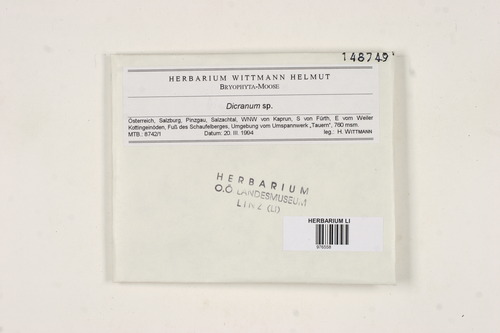 148749
HERBARIUM WITTMANN HELMUT
BRYOPHYTA-MOOSE
Dicranum sp.
Österreich, Salzburg, Pinzgau, Salzachtal, WNW von Kaprun, S von Fürth, E vom Weiler
Kottingeinöden, Fuß des Schaufelberges, Umgebung vom Umspannwerk „Tauern“, 780 msm
MTB.: 8742/1 Datum: 20. III. 1994 leg.: H. WITTMANN
HERBARIUM
O.Ö LANDESMUSEUM
LINZ (LI)
HERBARIUM LI